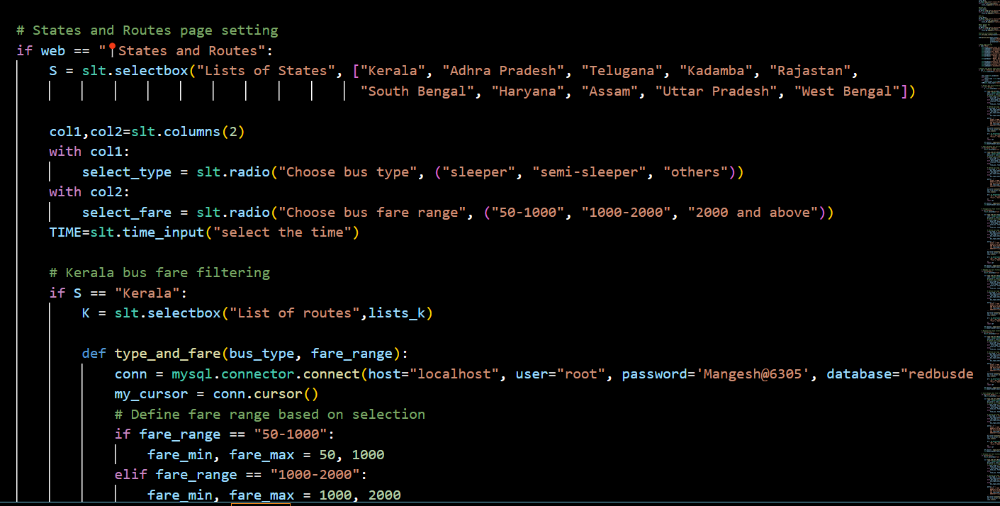 # States and Routes page setting
if web == "📍States and Routes":
    S = slt.selectbox("Lists of States", ["Kerala", "Adhra Pradesh", "Telugana", "Kadamba", "Rajastan",
                                          "South Bengal", "Haryana", "Assam", "Uttar Pradesh", "West Bengal"])
    col1,col2=slt.columns(2)
    with col1:
        select_type = slt.radio("Choose bus type", ("sleeper", "semi-sleeper", "others"))
    with col2:
        select_fare = slt.radio("Choose bus fare range", ("50-1000", "1000-2000", "2000 and above"))
    TIME=slt.time_input("select the time")
    # Kerala bus fare filtering
    if S == "Kerala":
        K = slt.selectbox("List of routes",lists_k)
        def type_and_fare(bus_type, fare_range):
            conn = mysql.connector.connect(host="localhost", user="root", password='Mangesh@6305', database="redbusde
            my_cursor = conn.cursor()
            # Define fare range based on selection
            if fare_range == "50-1000":
                fare_min, fare_max = 50, 1000
            elif fare_range == "1000-2000":
                fare_min, fare_max = 1000, 2000